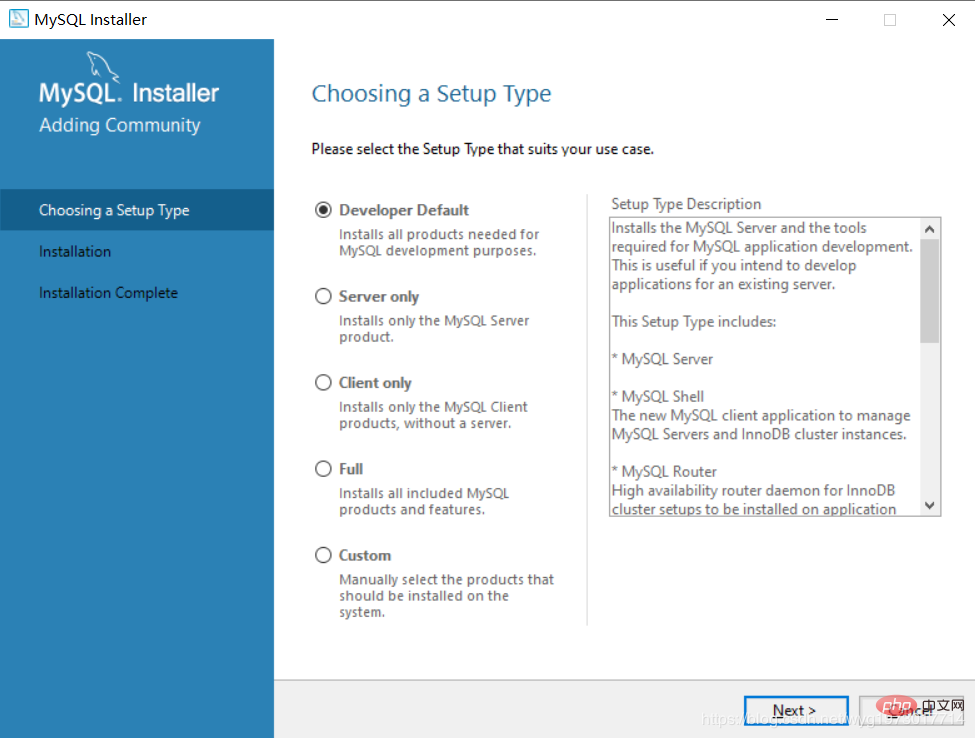 MySQL Installer
MySQL. Installer
Adding Community
Choosing a Setup Type
Installation
Installation Complete
Choosing a Setup Type
Please select the Setup Type that suits your use case.
Developer Default
Installs all products needed for
MySQL development purposes.
Server only
Installs only the MySQL Server
product.
Client only
Installs only the MySQL Client
products, without a server.
Full
Installs all included MySQL
products and features.
Custom
Manually select the products that
should be installed on the
system.
Setup Type Description
Installs the MySQL Server and the tools
required for MySQL application development.
This is useful if you intend to develop
applications for an existing server.
This Setup Type includes:
* MySQL Server
* MySQL Shell
The new MySQL client application to manage
MySQL Servers and InnoDB cluster instances.
* MySQL Router
High availability router daemon for InnoDB
cluster setups to be installed on application
Next >
Cancel
php 中文网